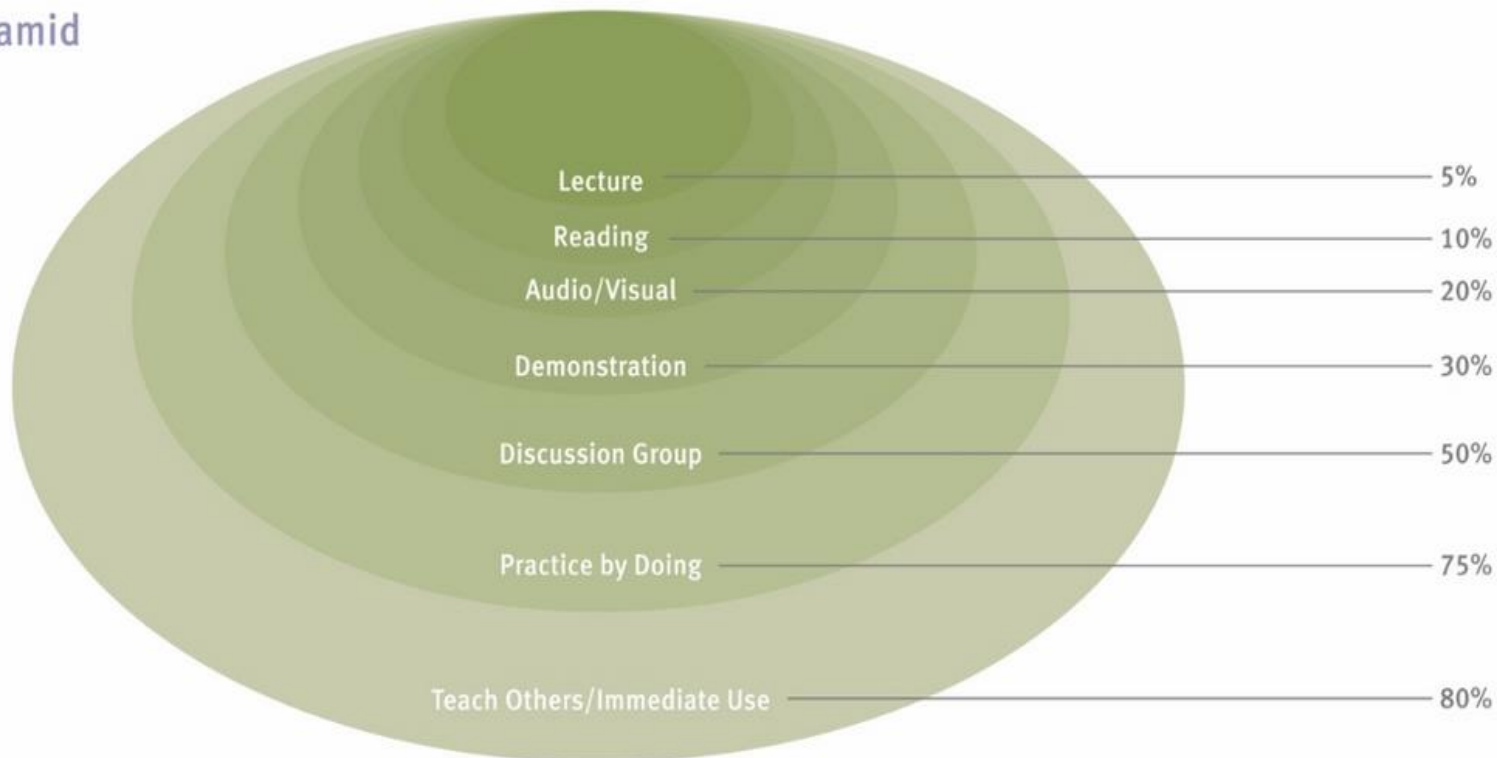 amid
Lecture 5%
Reading 10%
Audio/Visual 20%
Demonstration 30%
Discussion Group 50%
Practice by Doing 75%
Teach Others/Immediate Use 80%